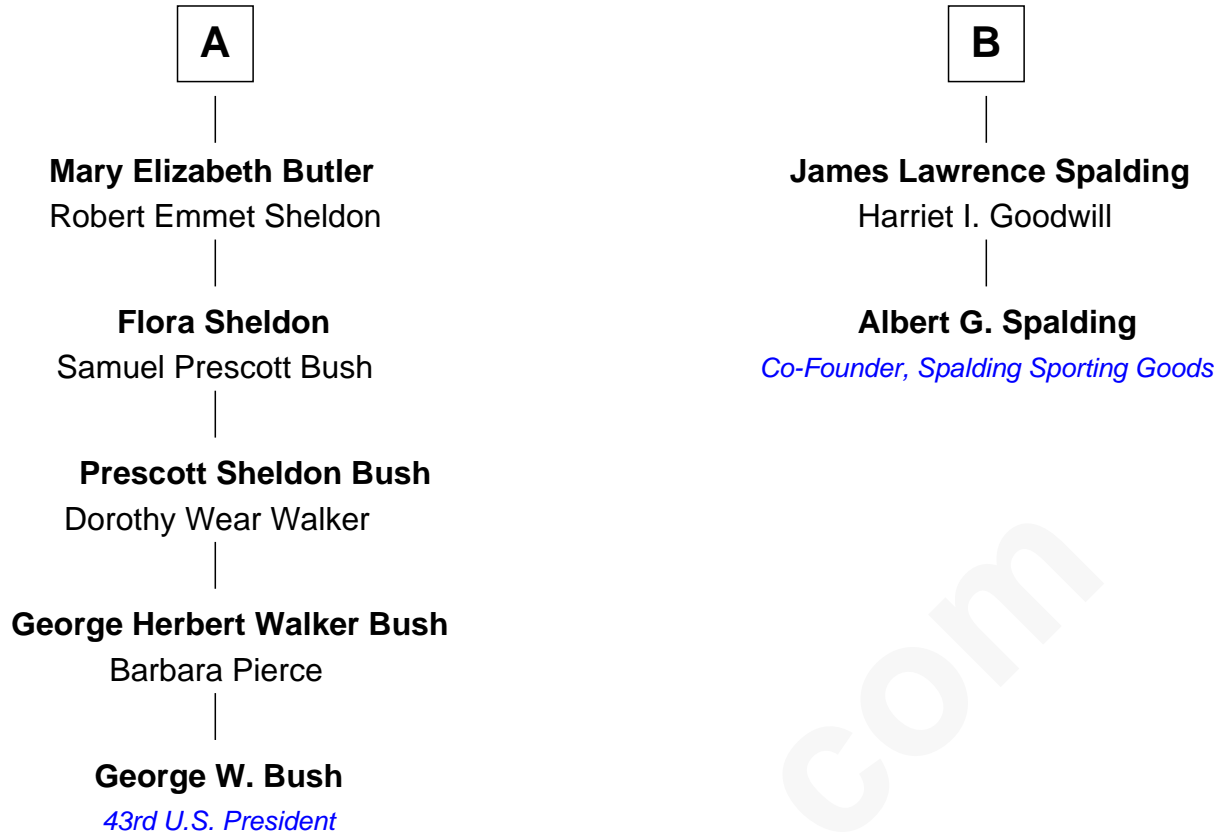 A
Mary Elizabeth Butler
Robert Emmet Sheldon
Flora Sheldon
Samuel Prescott Bush
Prescott Sheldon Bush
Dorothy Wear Walker
George Herbert Walker Bush
Barbara Pierce
George W. Bush
43rd U.S. President
B
James Lawrence Spalding
Harriet I. Goodwill
Albert G. Spalding
Co-Founder, Spalding Sporting Goods
com